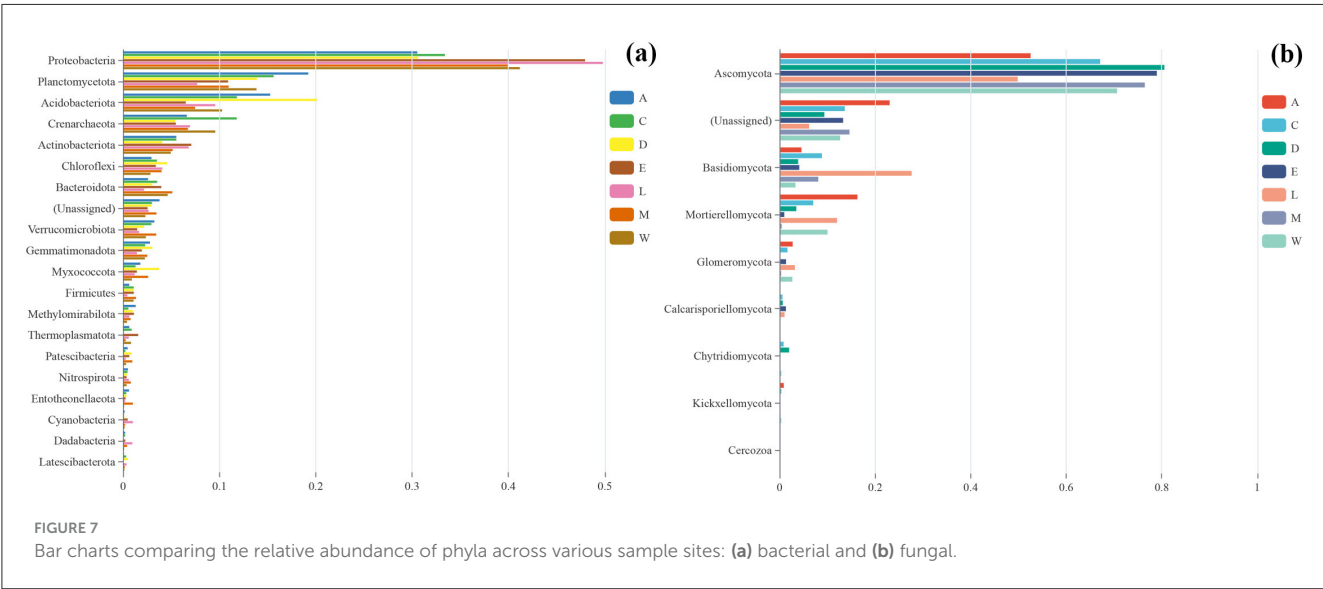 (a)
Proteobacteria
Planctomycetota
Acidobacteriota
Crenarchaeota
Actinobacteriota
Chloroflexi
Bacteroidota
(Unassigned)
Verrucomicrobiota
Gemmatimonadota
Myxococcota
Firmicutes
Methylomirabilota
Thermoplasmatota
Patescibacteria
Nitrospirota
Entotheonellaeota
Cyanobacteria
Dadabacteria
Latescibacterota
0 0.1 0.2 0.3 0.4 0.5
A
C
D
E
L
M
W
(b)
Ascomycota
(Unassigned)
Basidiomycota
Mortierellomycota
Glomeromycota
Calcarisporiellomycota
Chytridiomycota
Kickxellomycota
Cercozoa
0 0.2 0.4 0.6 0.8 1
A
C
D
E
L
M
W
FIGURE 7
Bar charts comparing the relative abundance of phyla across various sample sites: (a) bacterial and (b) fungal.